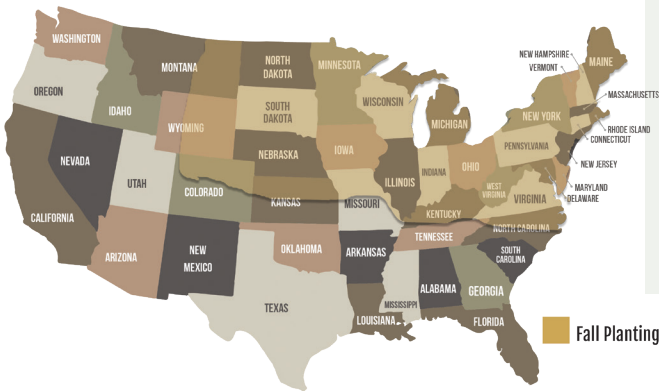 WASHINGTON
OREGON
IDAHO
MONTANA
NORTH
DAKOTA
MINNESOTA
WISCONSIN
MICHIGAN
NEW HAMPSHIRE
VERMONT
MAINE
MASSACHUSETTS
NEW YORK
RHODE ISLAND
CONNECTICUT
SOUTH
DAKOTA
WYOMING
PENNSYLVANIA
NEW JERSEY
NEVADA
UTAH
NEBRASKA
IOWA
ILLINOIS
INDIANA
OHIO
MARYLAND
DELAWARE
WEST
VIRGINIA
VIRGINIA
COLORADO
KANSAS
MISSOURI
KENTUCKY
CALIFORNIA
ARIZONA
NEW
MEXICO
OKLAHOMA
ARKANSAS
TENNESSEE
NORTH CAROLINA
SOUTH
CAROLINA
TEXAS
LOUISIANA
MISSISSIPPI
ALABAMA
GEORGIA
FLORIDA
Fall Planting